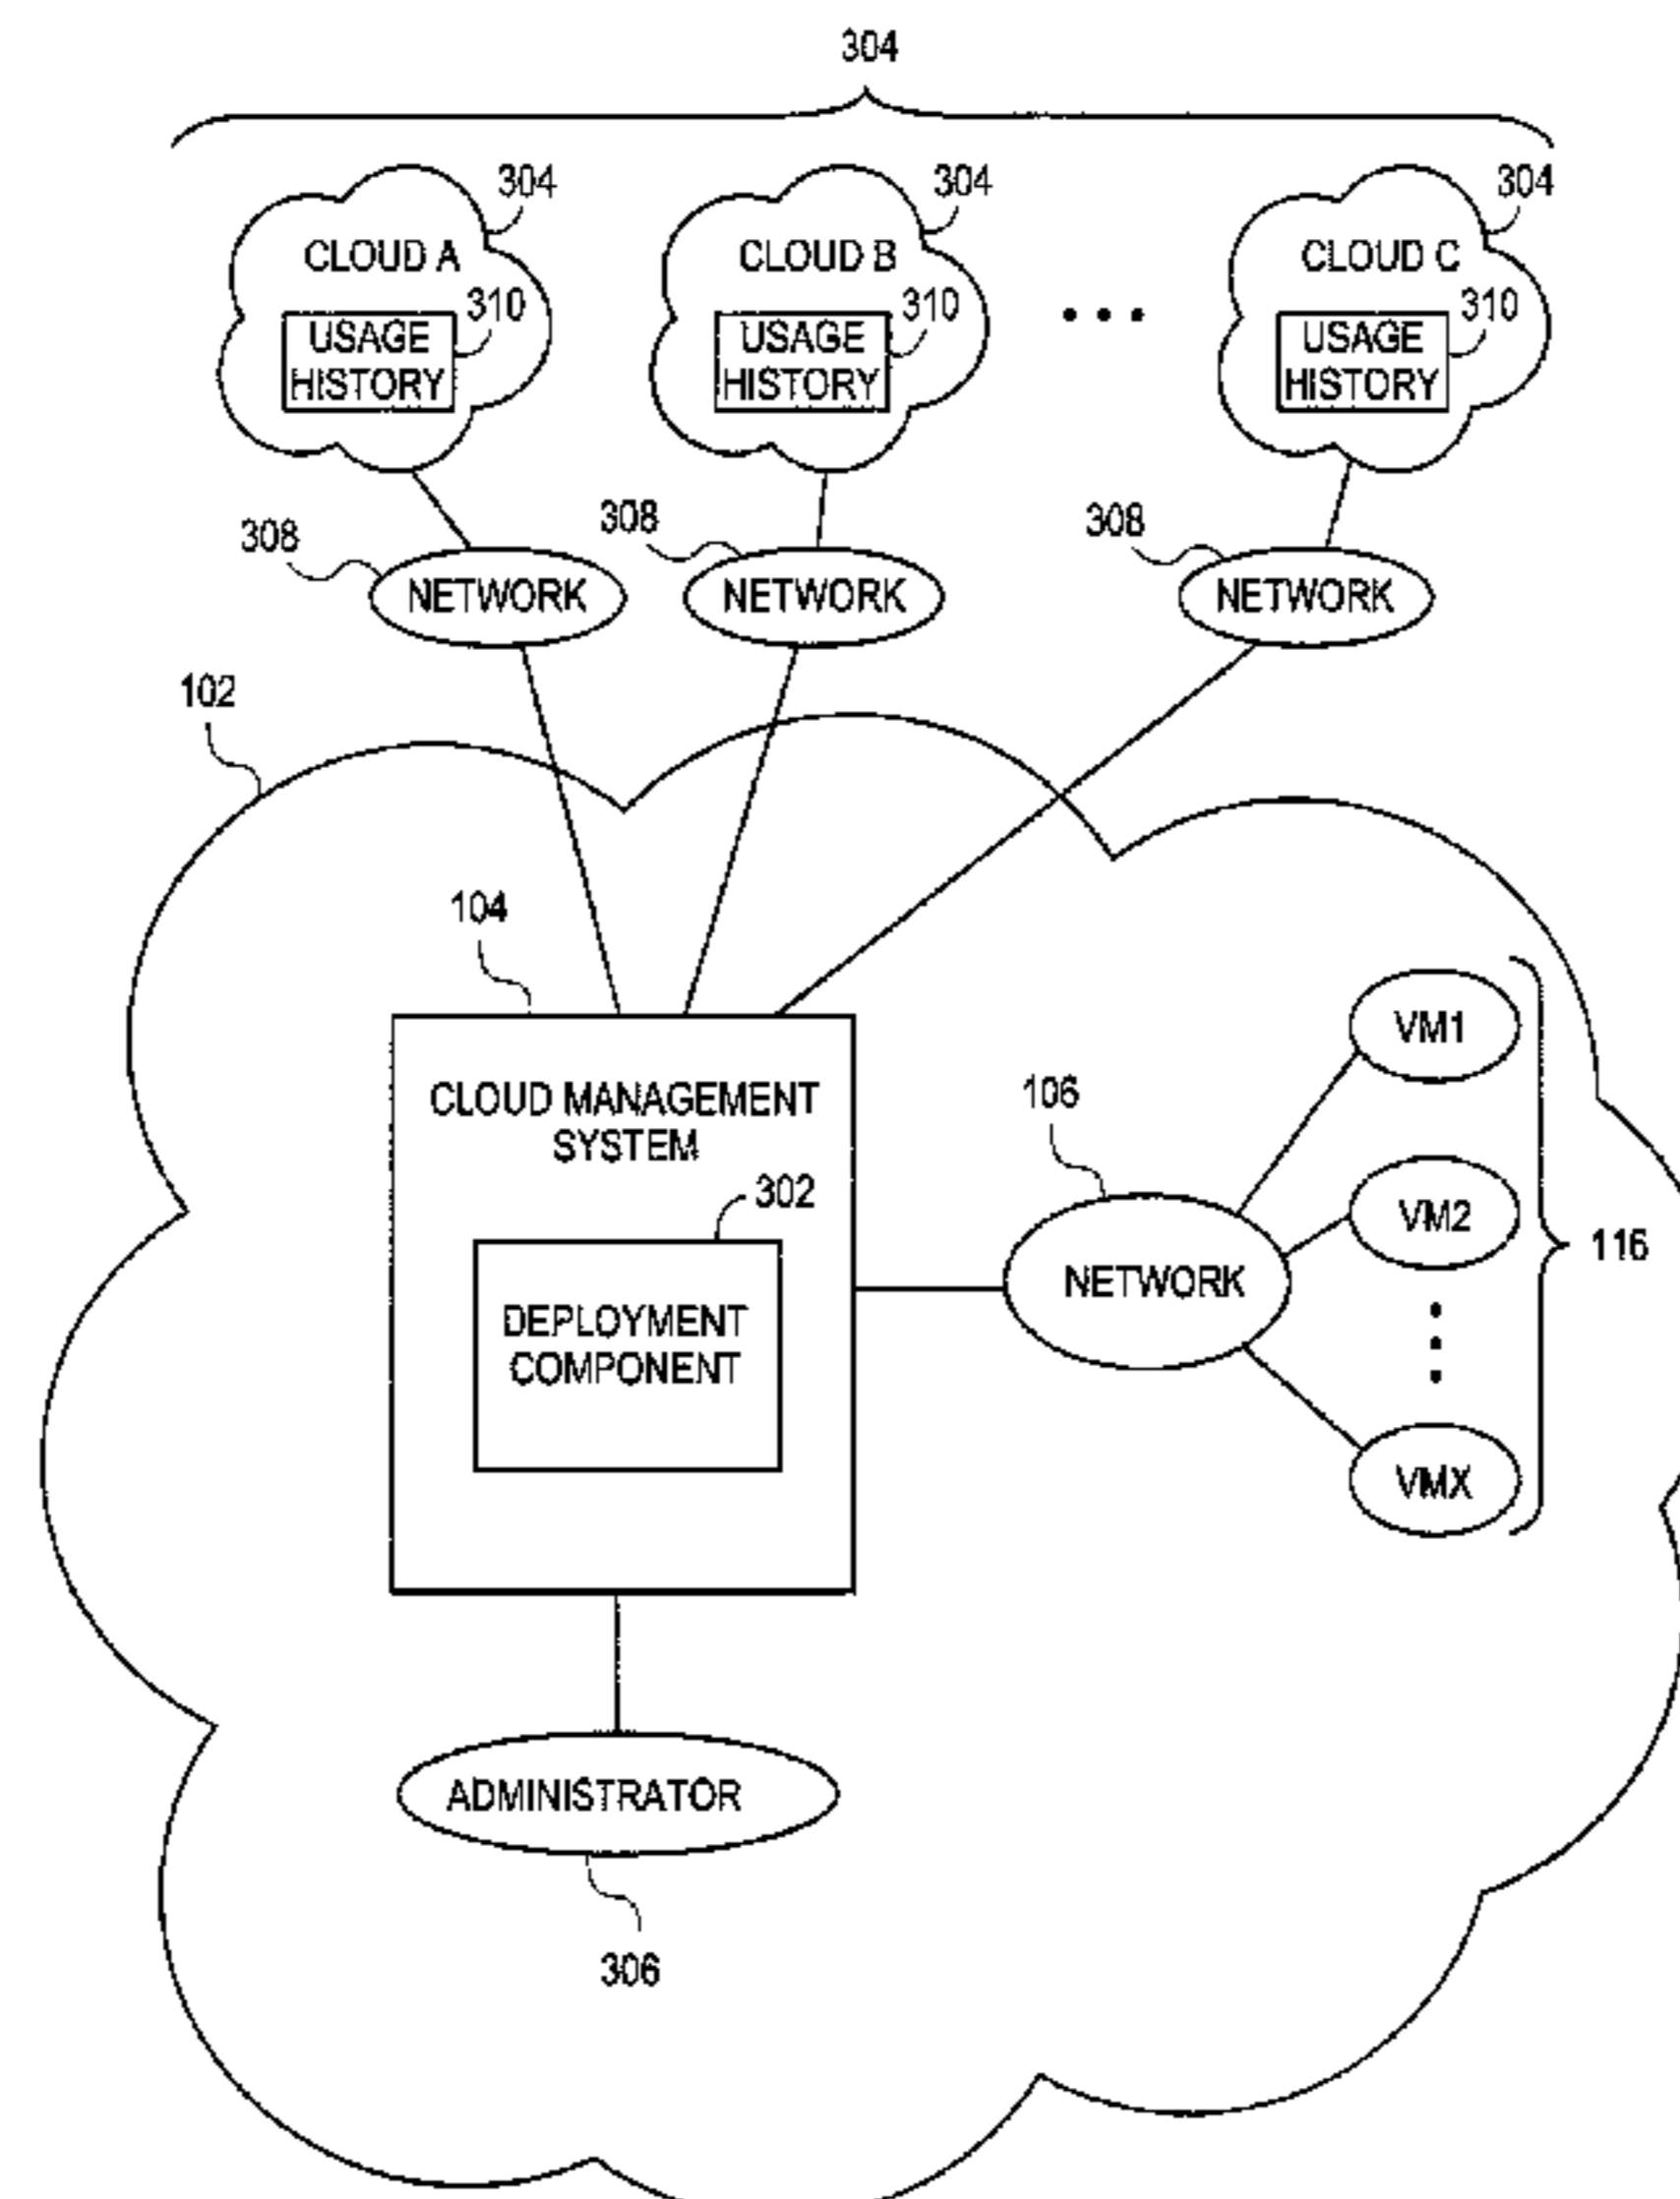 304
304
304
304
CLOUD A
CLOUD B
CLOUD C
310
310
310
USAGE
HISTORY
USAGE
HISTORY
USAGE
HISTORY
308
308
308
NETWORK
NETWORK
NETWORK
102
104
CLOUD MANAGEMENT
SYSTEM
302
DEPLOYMENT
COMPONENT
106
NETWORK
VM1
VM2
VMX
116
ADMINISTRATOR
306